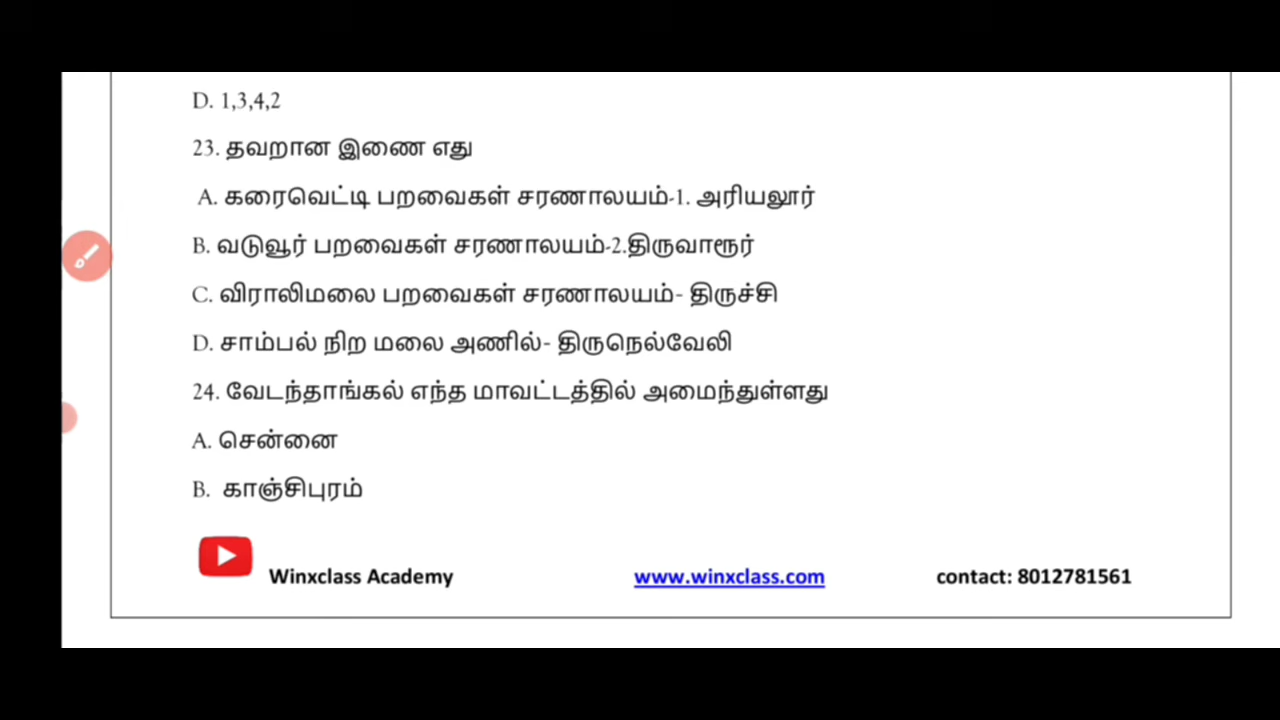 D. 1,3,4,2
23. தவறான இணை எது
A. கரைவெட்டி பறவைகள் சரணாலயம்-1. அரியலூர்
B. வடுவூர் பறவைகள் சரணாலயம்-2.திருவாரூர்
C. விராலிமலை பறவைகள் சரணாலயம்- திருச்சி
D. சாம்பல் நிற மலை அணில்- திருநெல்வேலி
24. வேடந்தாங்கல் எந்த மாவட்டத்தில் அமைந்துள்ளது
A. சென்னை
B. காஞ்சிபுரம்
Winxclass Academy www.winxclass.com contact: 8012781561